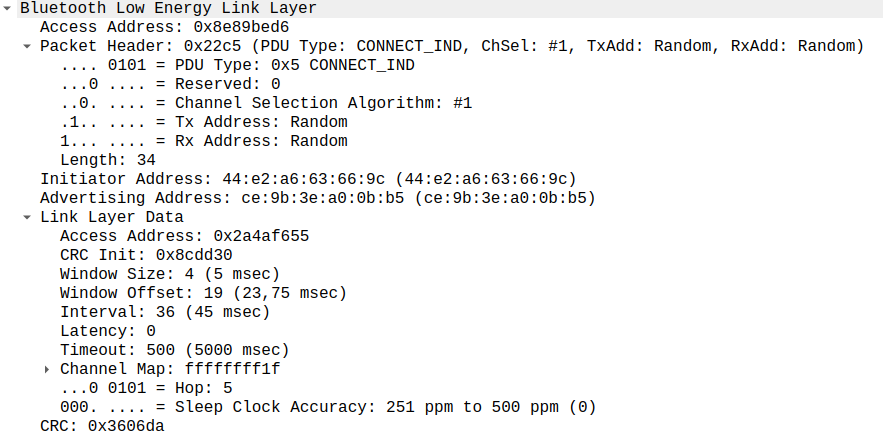 Bluetooth Low Energy Link Layer
Access Address: 0x8e89bed6
Packet Header: 0x22c5 (PDU Type: CONNECT_IND, ChSel: #1, TxAdd: Random, RxAdd: Random)
.... 0101 = PDU Type: 0x5 CONNECT_IND
...0 .... = Reserved: 0
..0. .... = Channel Selection Algorithm: #1
.1.. .... = Tx Address: Random
1... .... = Rx Address: Random
Length: 34
Initiator Address: 44:e2:a6:63:66:9c (44:e2:a6:63:66:9c)
Advertising Address: ce:9b:3e:a0:0b:b5 (ce:9b:3e:a0:0b:b5)
Link Layer Data
Access Address: 0x2a4af655
CRC Init: 0x8cdd30
Window Size: 4 (5 msec)
Window Offset: 19 (23,75 msec)
Interval: 36 (45 msec)
Latency: 0
Timeout: 500 (5000 msec)
Channel Map: ffffffff1f
...0 0101 = Hop: 5
000. .... = Sleep Clock Accuracy: 251 ppm to 500 ppm (0)
CRC: 0x3606da